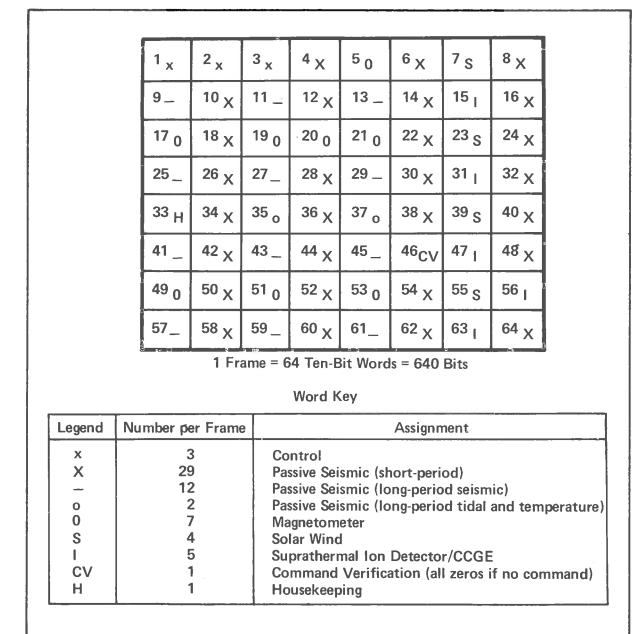 1 x 2 x 3 x 4 X 5 0 6 X 7 S 8 X
9 – 10 X 11 – 12 X 13 – 14 X 15 I 16 X
17 0 18 X 19 0 20 0 21 0 22 X 23 S 24 X
25 – 26 X 27 – 28 X 29 – 30 X 31 I 32 X
33 H 34 X 35 o 36 X 37 o 38 X 39 S 40 X
41 – 42 X 43 – 44 X 45 – 46 CV 47 I 48 X
49 0 50 X 51 0 52 X 53 0 54 X 55 S 56 I
57 – 58 X 59 – 60 X 61 – 62 X 63 I 64 X
1 Frame = 64 Ten-Bit Words = 640 Bits
Word Key
Legend Number per Frame Assignment
x 3 Control
X 29 Passive Seismic (short-period)
– 12 Passive Seismic (long-period seismic)
o 2 Passive Seismic (long-period tidal and temperature)
0 7 Magnetometer
S 4 Solar Wind
I 5 Suprathermal Ion Detector/CCGE
CV 1 Command Verification (all zeros if no command)
H 1 Housekeeping